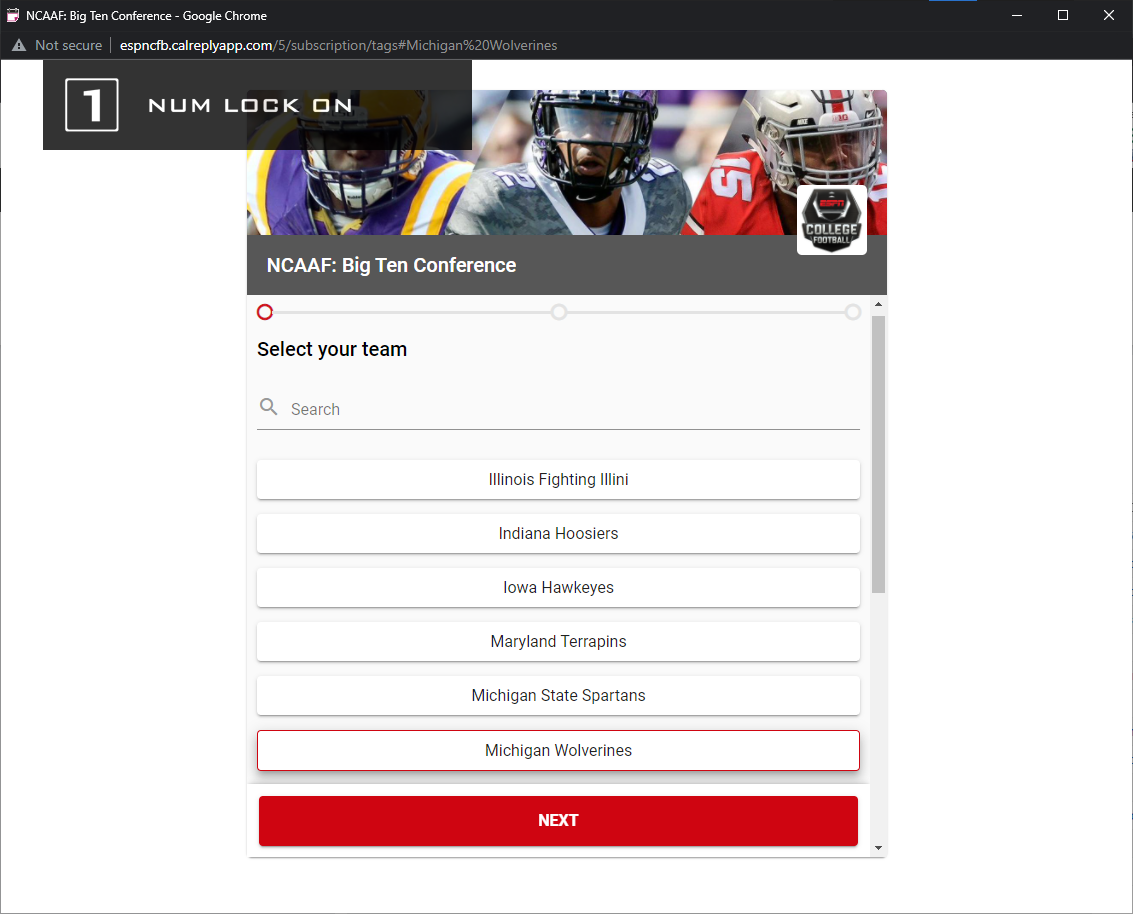 NCAAF: Big Ten Conference - Google Chrome
Not secure espncfb.calreplyapp.com/5/subscription/tags#Michigan%20Wolverines
1 NUM LOCK ON
2
15
ESPN
COLLEGE
FOOTBALL
NCAAF: Big Ten Conference
Select your team
Search
Illinois Fighting Illini
Indiana Hoosiers
Iowa Hawkeyes
Maryland Terrapins
Michigan State Spartans
Michigan Wolverines
NEXT